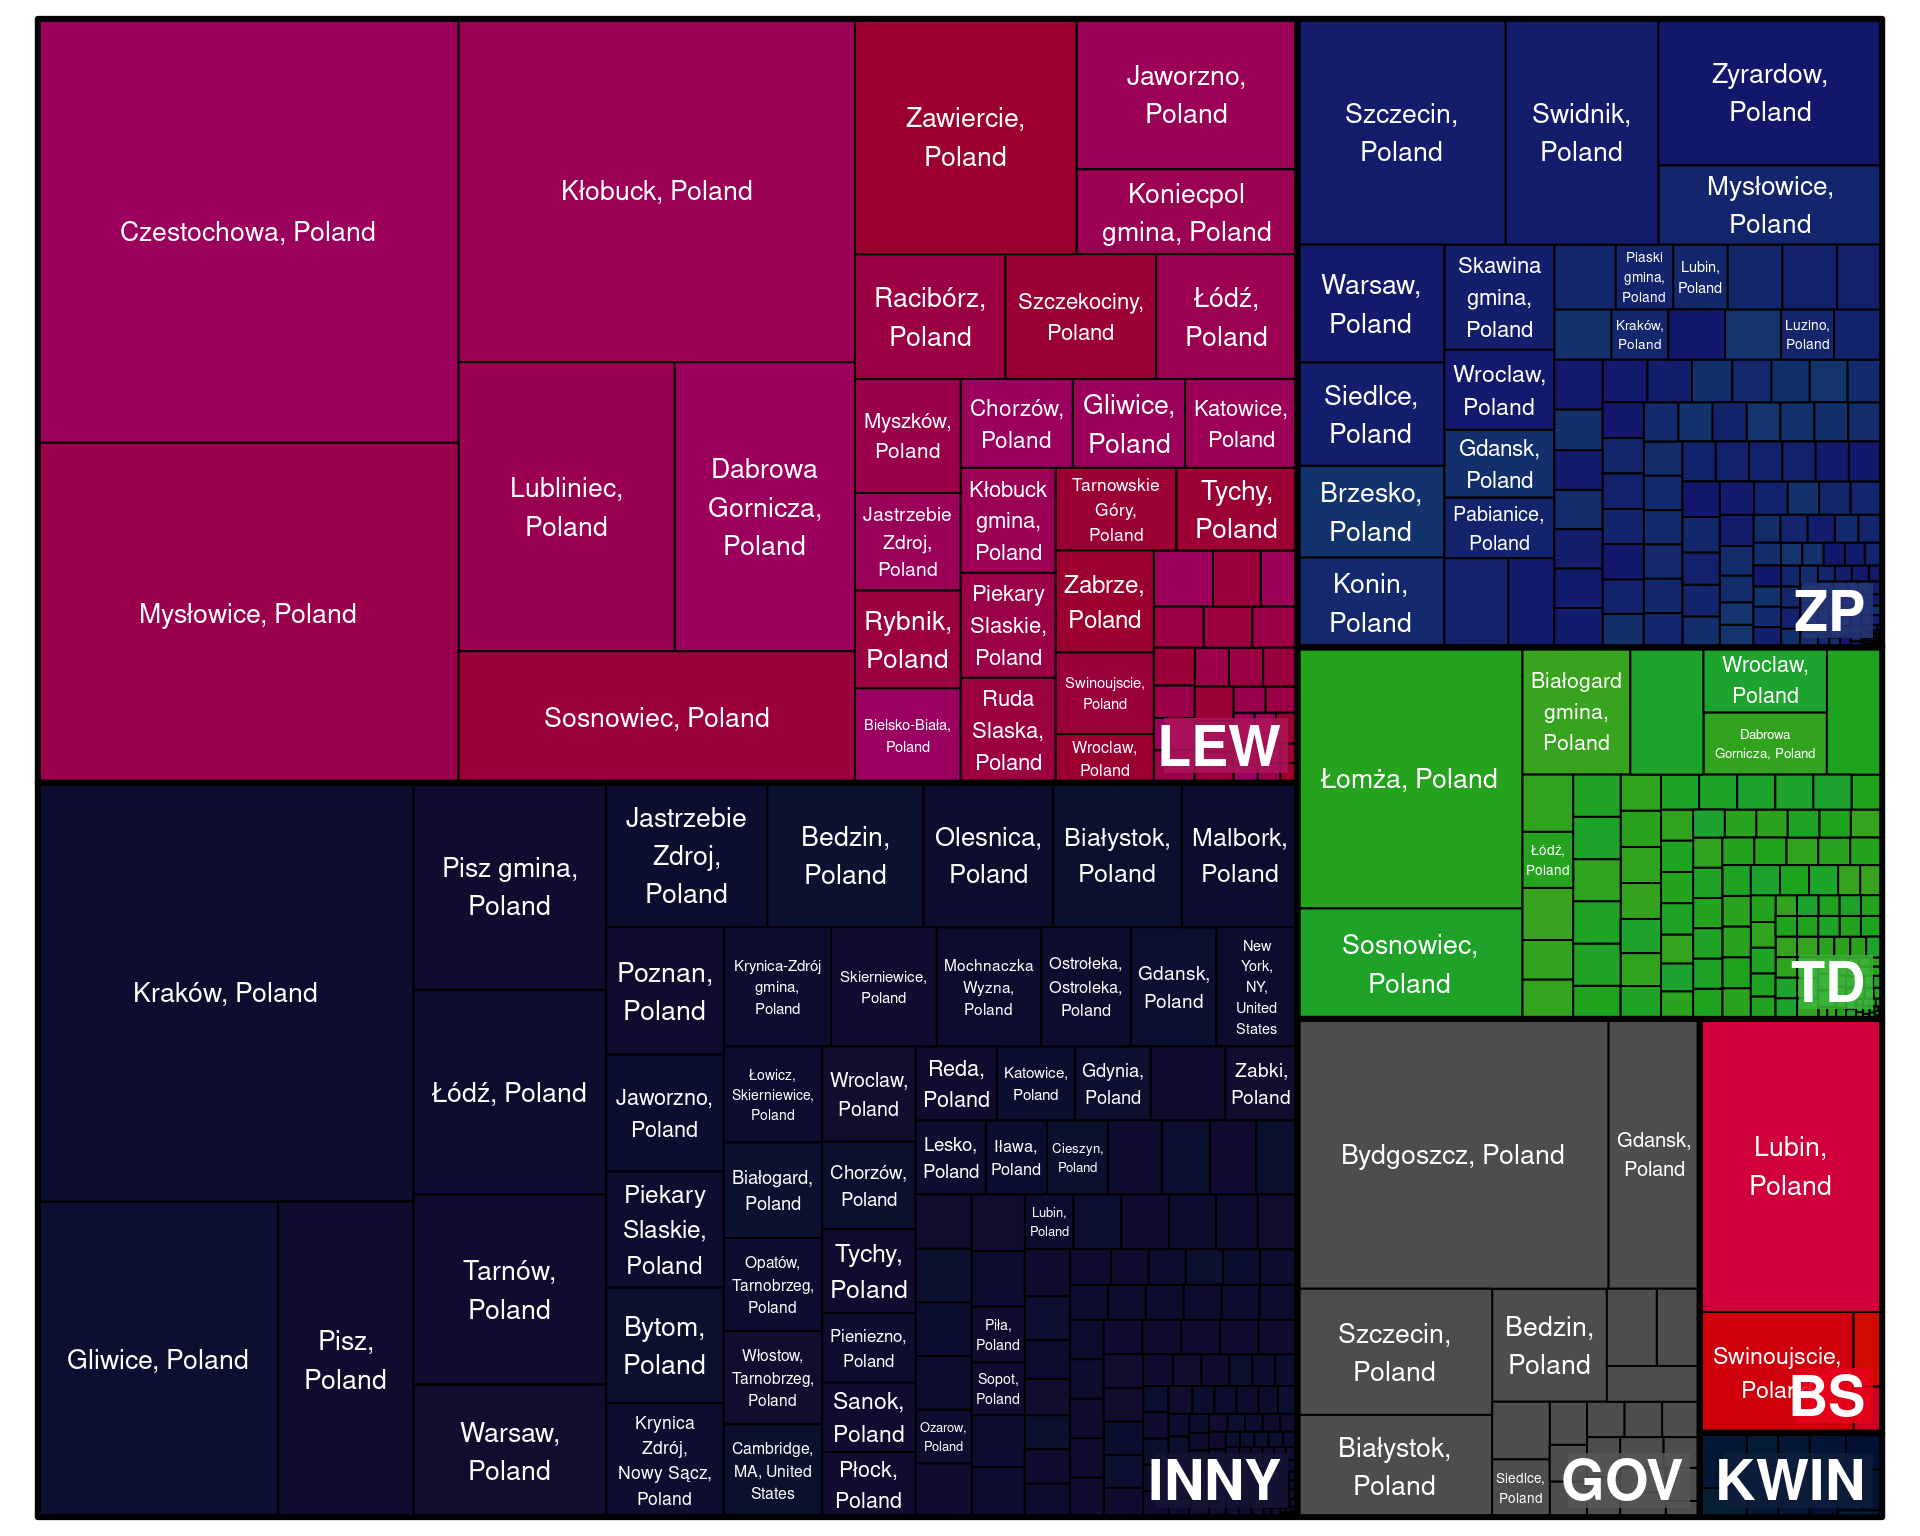 Czestochowa, Poland
Mysłowice, Poland
Kłobuck, Poland
Lubliniec,
Poland
Dabrowa
Gornicza,
Poland
Sosnowiec, Poland
Zawiercie,
Poland
Jaworzno,
Poland
Koniecpol
gmina, Poland
Racibórz,
Poland
Szczekociny,
Poland
Łódź,
Poland
Myszków,
Poland
Chorzów,
Poland
Gliwice,
Poland
Katowice,
Poland
Jastrzebie
Zdroj,
Poland
Kłobuck
gmina,
Poland
Tarnowskie
Góry,
Poland
Tychy,
Poland
Rybnik,
Poland
Piekary
Slaskie,
Poland
Zabrze,
Poland
Swinoujscie,
Poland
Bielsko-Biała,
Poland
Ruda
Slaska,
Poland
Wroclaw,
Poland
LEW
Szczecin,
Poland
Swidnik,
Poland
Zyrardow,
Poland
Mysłowice,
Poland
Warsaw,
Poland
Skawina
gmina,
Poland
Piaski
gmina,
Poland
Lubin,
Poland
Kraków,
Poland
Luzino,
Poland
Siedlce,
Poland
Wroclaw,
Poland
Gdansk,
Poland
Brzesko,
Poland
Pabianice,
Poland
Konin,
Poland
ZP
Łomża, Poland
Sosnowiec,
Poland
Białogard
gmina,
Poland
Wroclaw,
Poland
Dabrowa
Gornicza, Poland
Łódź,
Poland
TD
Kraków, Poland
Gliwice, Poland
Pisz,
Poland
Pisz gmina,
Poland
Łódź, Poland
Tarnów,
Poland
Warsaw,
Poland
Jastrzebie
Zdroj,
Poland
Bedzin,
Poland
Olesnica,
Poland
Białystok,
Poland
Malbork,
Poland
Poznan,
Poland
Krynica-Zdrój
gmina,
Poland
Skierniewice,
Poland
Mochnaczka
Wyzna,
Poland
Ostrołeka,
Ostroleka,
Poland
Gdansk,
Poland
New
York,
NY,
United
States
Jaworzno,
Poland
Łowicz,
Skierniewice,
Poland
Wroclaw,
Poland
Reda,
Poland
Katowice,
Poland
Gdynia,
Poland
Zabki,
Poland
Lesko,
Poland
Iława,
Poland
Cieszyn,
Poland
Piekary
Slaskie,
Poland
Białogard,
Poland
Chorzów,
Poland
Lubin,
Poland
Opatów,
Tarnobrzeg,
Poland
Tychy,
Poland
Bytom,
Poland
Włostow,
Tarnobrzeg,
Poland
Pieniezno,
Poland
Piła,
Poland
Sopot,
Poland
Krynica
Zdrój,
Nowy Sącz,
Poland
Cambridge,
MA, United
States
Sanok,
Poland
Ozarow,
Poland
Płock,
Poland
INNY
Bydgoszcz, Poland
Gdansk,
Poland
Szczecin,
Poland
Bedzin,
Poland
Białystok,
Poland
Siedlce,
Poland
GOV
Lubin,
Poland
Swinoujscie,
Poland
BS
KWIN